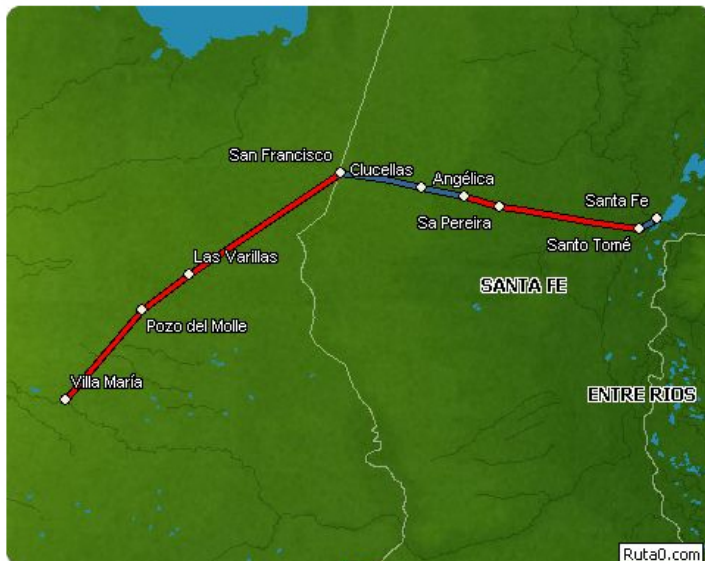 San Francisco
Clucellas
Angélica
Sa Pereira
Santa Fe
Santo Tomé
Las Varillas
SANTA FE
Pozo del Molle
Villa María
ENTRE RIOS
Ruta0.com